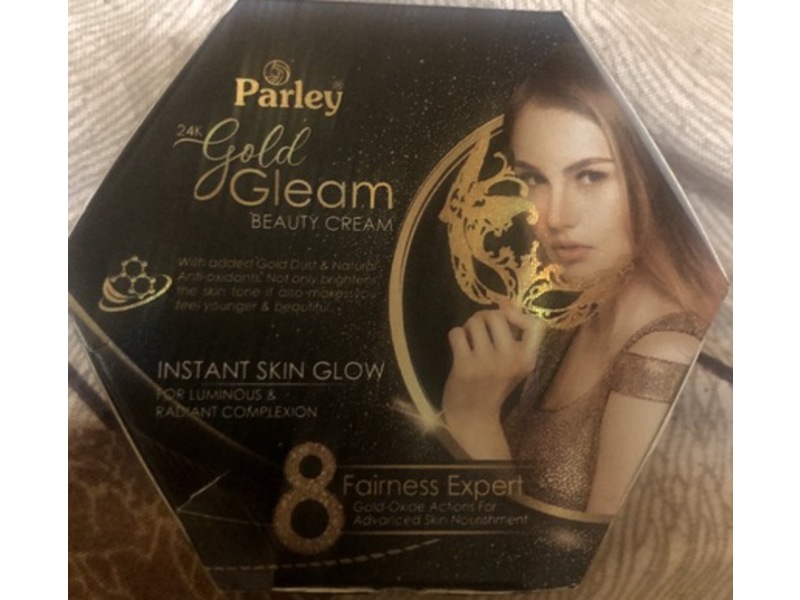 Parley®
24K Gold
Gleam
BEAUTY CREAM
With added Gold Dust & Natural
Anti-oxidants. Not only brightens
the skin tone it also makes you
feel younger & beautiful.
INSTANT SKIN GLOW
FOR LUMINOUS &
RADIANT COMPLEXION
8 Fairness Expert
Gold-Oxide Actions For
Advanced Skin Nourishment